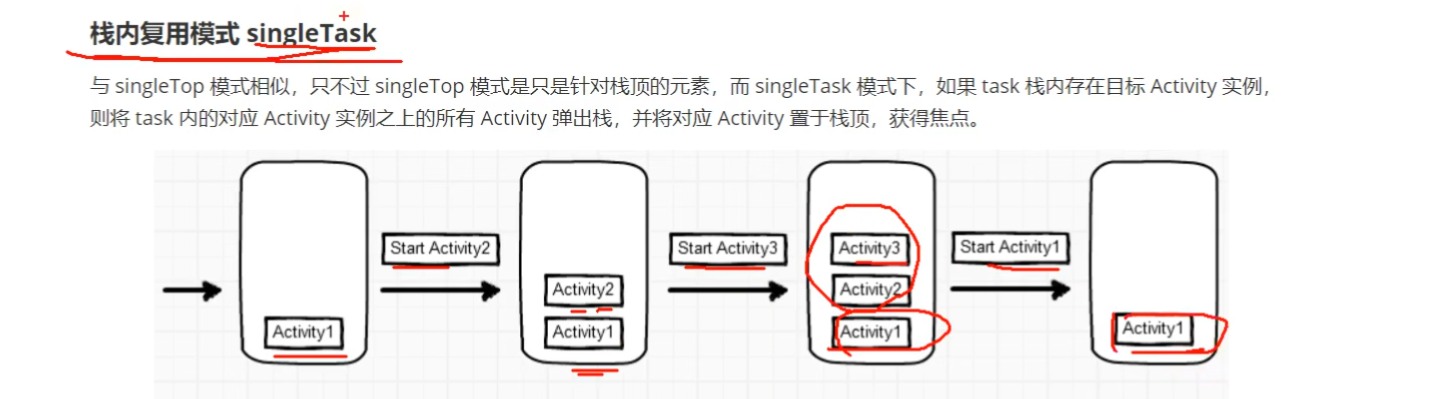 栈内复用模式 singleTask
与 singleTop 模式相似，只不过 singleTop 模式是只是针对栈顶的元素，而 singleTask 模式下，如果 task 栈内存在目标 Activity 实例，
则将 task 内的对应 Activity 实例之上的所有 Activity 弹出栈，并将对应 Activity 置于栈顶，获得焦点。
Activity1
Start Activity2
Activity2
Activity1
Start Activity3
Activity3
Activity2
Activity1
Start Activity1
Activity1